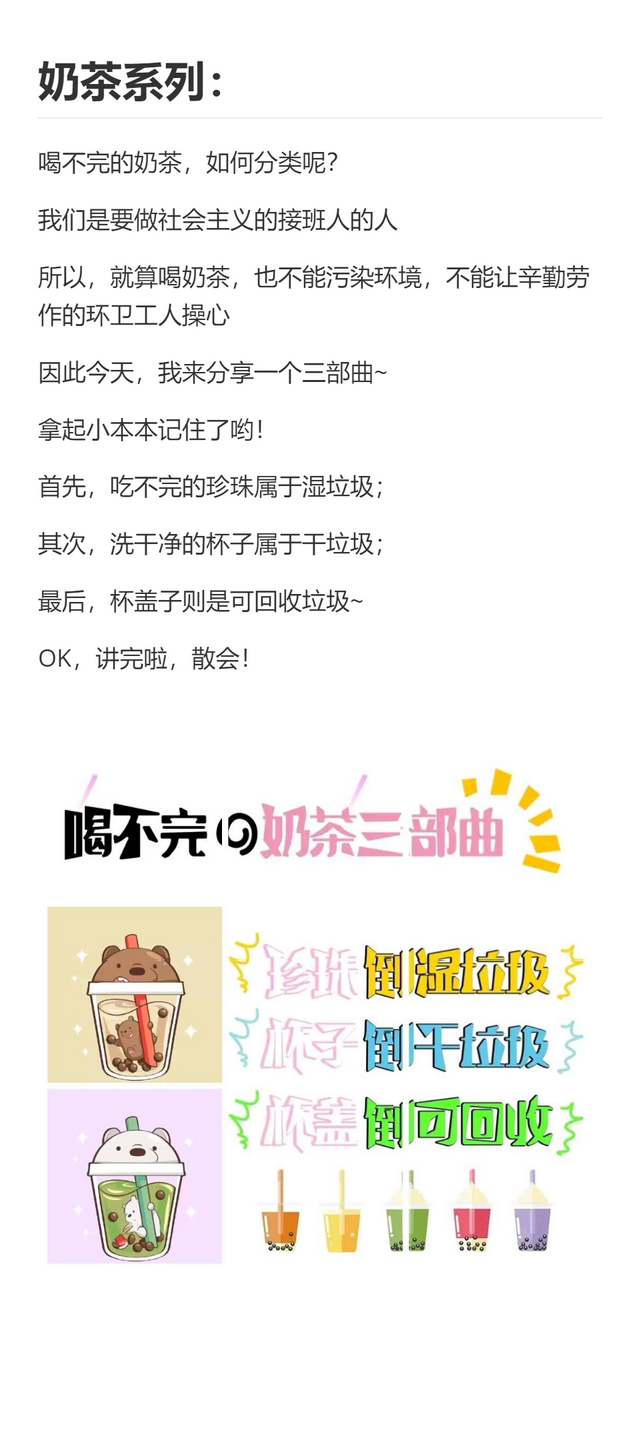 奶茶系列：
喝不完的奶茶，如何分类呢？
我们是要做社会主义的接班人的人
所以，就算喝奶茶，也不能污染环境，不能让辛勤劳
作的环卫工人操心
因此今天，我来分享一个三部曲~
拿起小本本记住了哟！
首先，吃不完的珍珠属于湿垃圾；
其次，洗干净的杯子属于干垃圾；
最后，杯盖子则是可回收垃圾~
OK，讲完啦，散会！
喝不完の奶茶三部曲
珍珠倒湿垃圾
杯子倒干垃圾
杯盖倒可回收